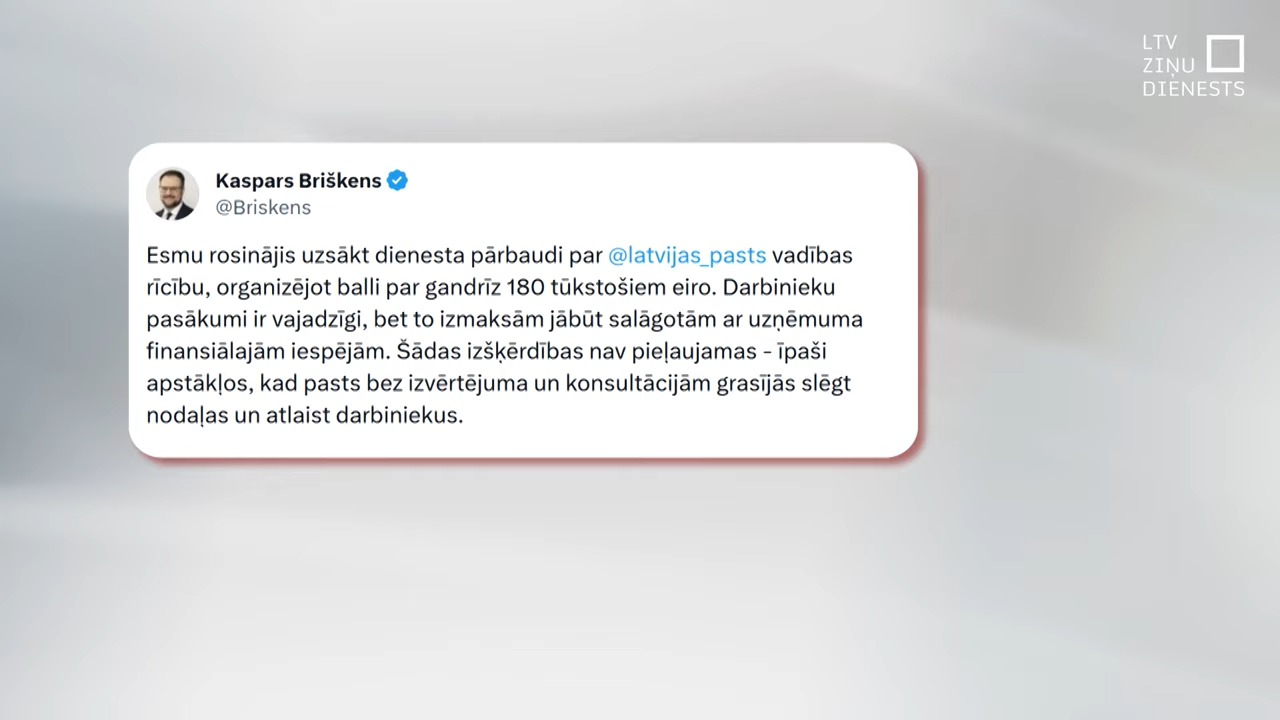 LTV
ZIŅU
DIENESTS
Kaspars Briškens
@Briskens
Esmu rosinājis uzsākt dienesta pārbaudi par @latvijas_pasts vadības
rīcību, organizējot balli par gandrīz 180 tūkstošiem eiro. Darbinieku
pasākumi ir vajadzīgi, bet to izmaksām jābūt salāgotām ar uzņēmuma
finansiālajām iespējām. Šādas izšķērdības nav pieļaujamas - īpaši
apstākļos, kad pasts bez izvērtējuma un konsultācijām grasījās slēgt
nodaļas un atlaist darbiniekus.